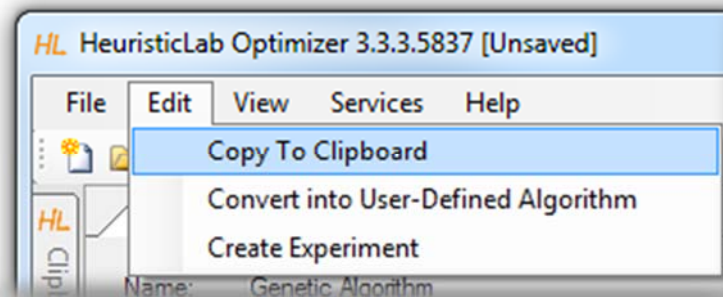 HL HeuristicLab Optimizer 3.3.3.5837 [Unsaved]
File Edit View Services Help
Copy To Clipboard
Convert into User-Defined Algorithm
HL
Create Experiment
Name: Genetic Algorithm